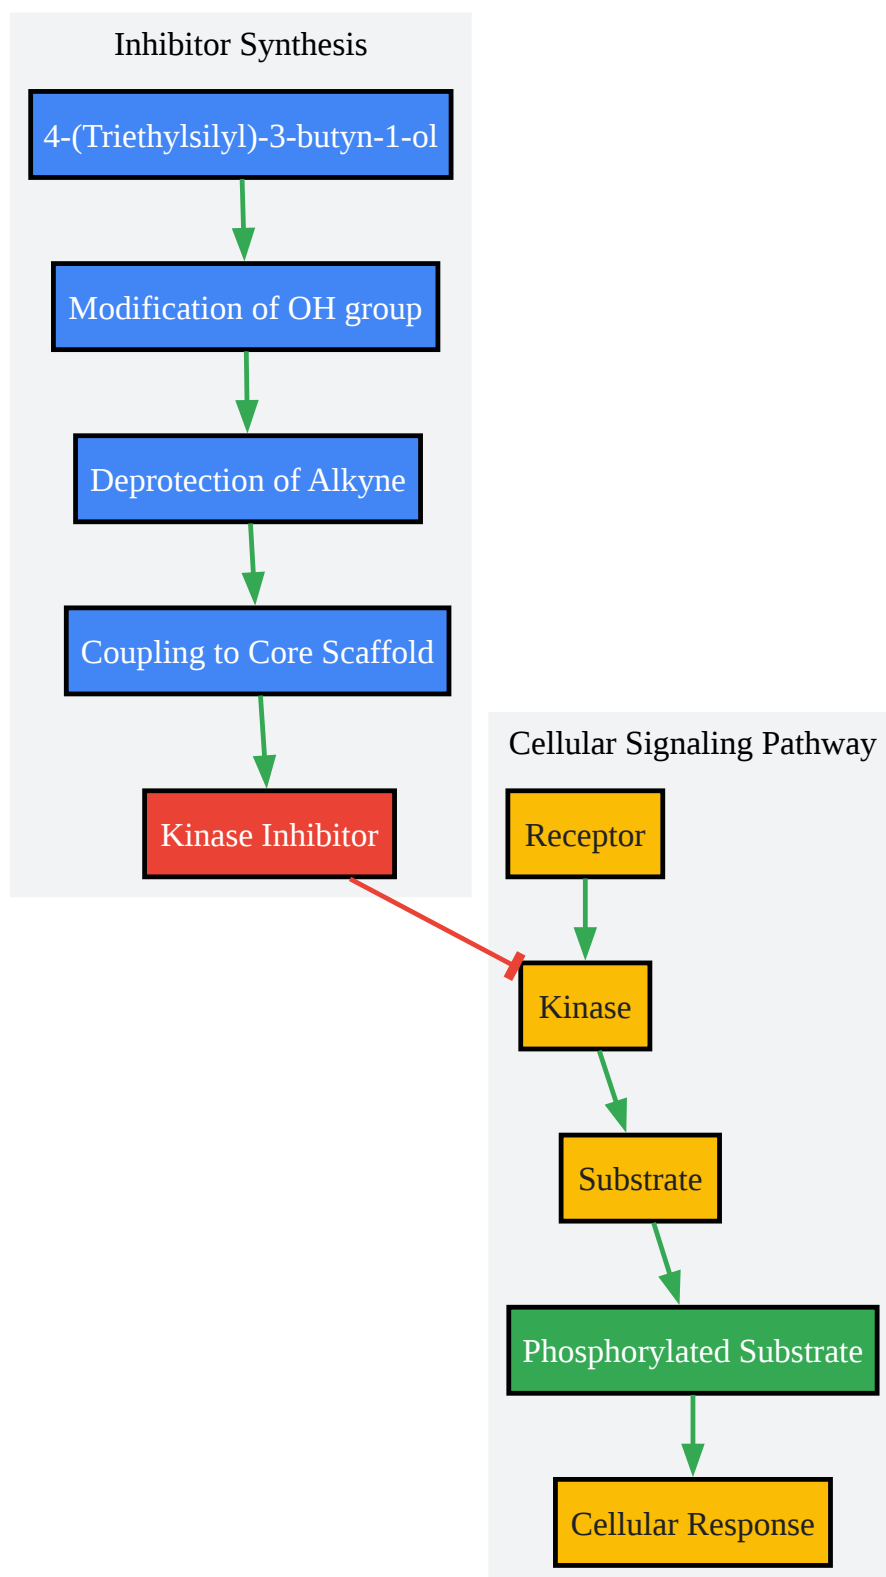 Inhibitor Synthesis
4-(Triethylsilyl)-3-butyn-1-ol
Modification of OH group
Deprotection of Alkyne
Coupling to Core Scaffold
Kinase Inhibitor
Cellular Signaling Pathway
Receptor
Kinase
Substrate
Phosphorylated Substrate
Cellular Response